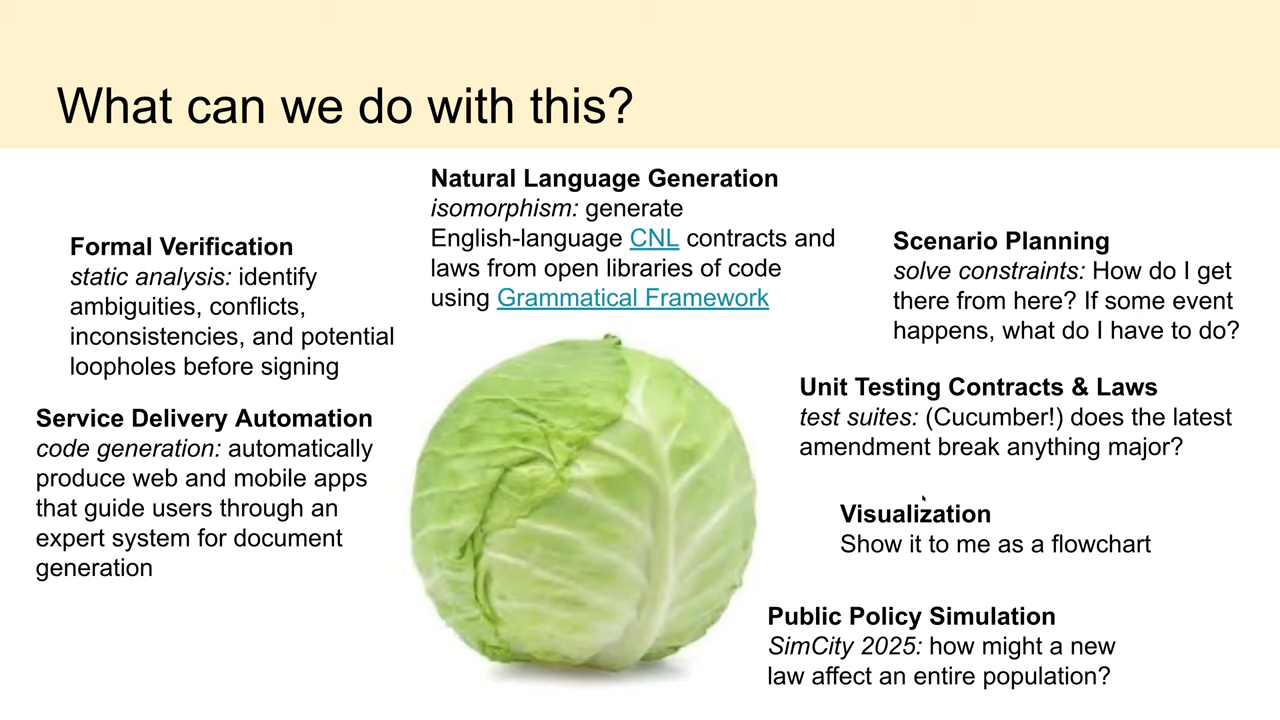 What can we do with this?
Natural Language Generation
isomorphism: generate
English-language CNL contracts and
laws from open libraries of code
using Grammatical Framework
Formal Verification
static analysis: identify
ambiguities, conflicts,
inconsistencies, and potential
loopholes before signing
Service Delivery Automation
code generation: automatically
produce web and mobile apps
that guide users through an
expert system for document
generation
Scenario Planning
solve constraints: How do I get
there from here? If some event
happens, what do I have to do?
Unit Testing Contracts & Laws
test suites: (Cucumber!) does the latest
amendment break anything major?
Visualization
Show it to me as a flowchart
Public Policy Simulation
SimCity 2025: how might a new
law affect an entire population?